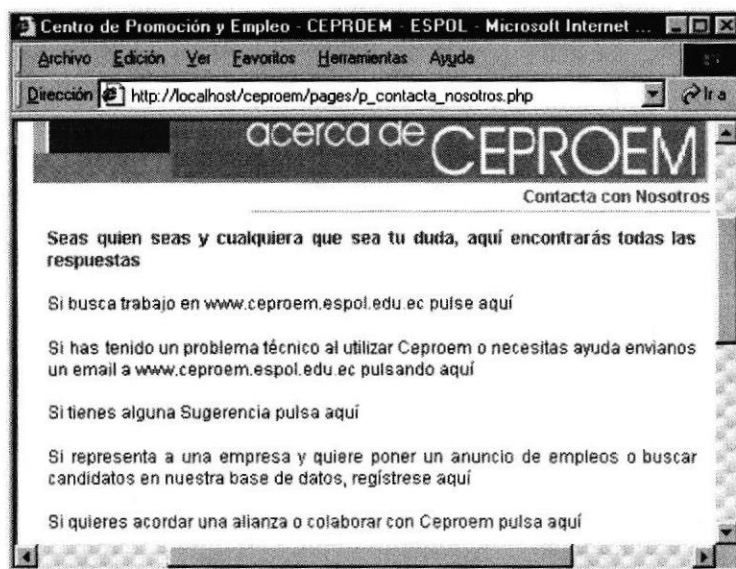 Centro de Promoción y Empleo - CEPROEM - ESPOL - Microsoft Internet ...
Archivo Edición Ver Favoritos Herramientas Ayuda
Dirección http://localhost/ceproem/pages/p_contacta_nosotros.php Ir a
acerca de CEPROEM
Contacta con Nosotros
Seas quien seas y cualquiera que sea tu duda, aquí encontrarás todas las
respuestas
Si busca trabajo en www.ceproem.espol.edu.ec pulse aquí
Si has tenido un problema técnico al utilizar Ceproem o necesitas ayuda envianos
un email a www.ceproem.espol.edu.ec pulsando aquí
Si tienes alguna Sugerencia pulsa aquí
Si representa a una empresa y quiere poner un anuncio de empleos o buscar
candidatos en nuestra base de datos, regístrese aquí
Si quieres acordar una alianza o colaborar con Ceproem pulsa aquí